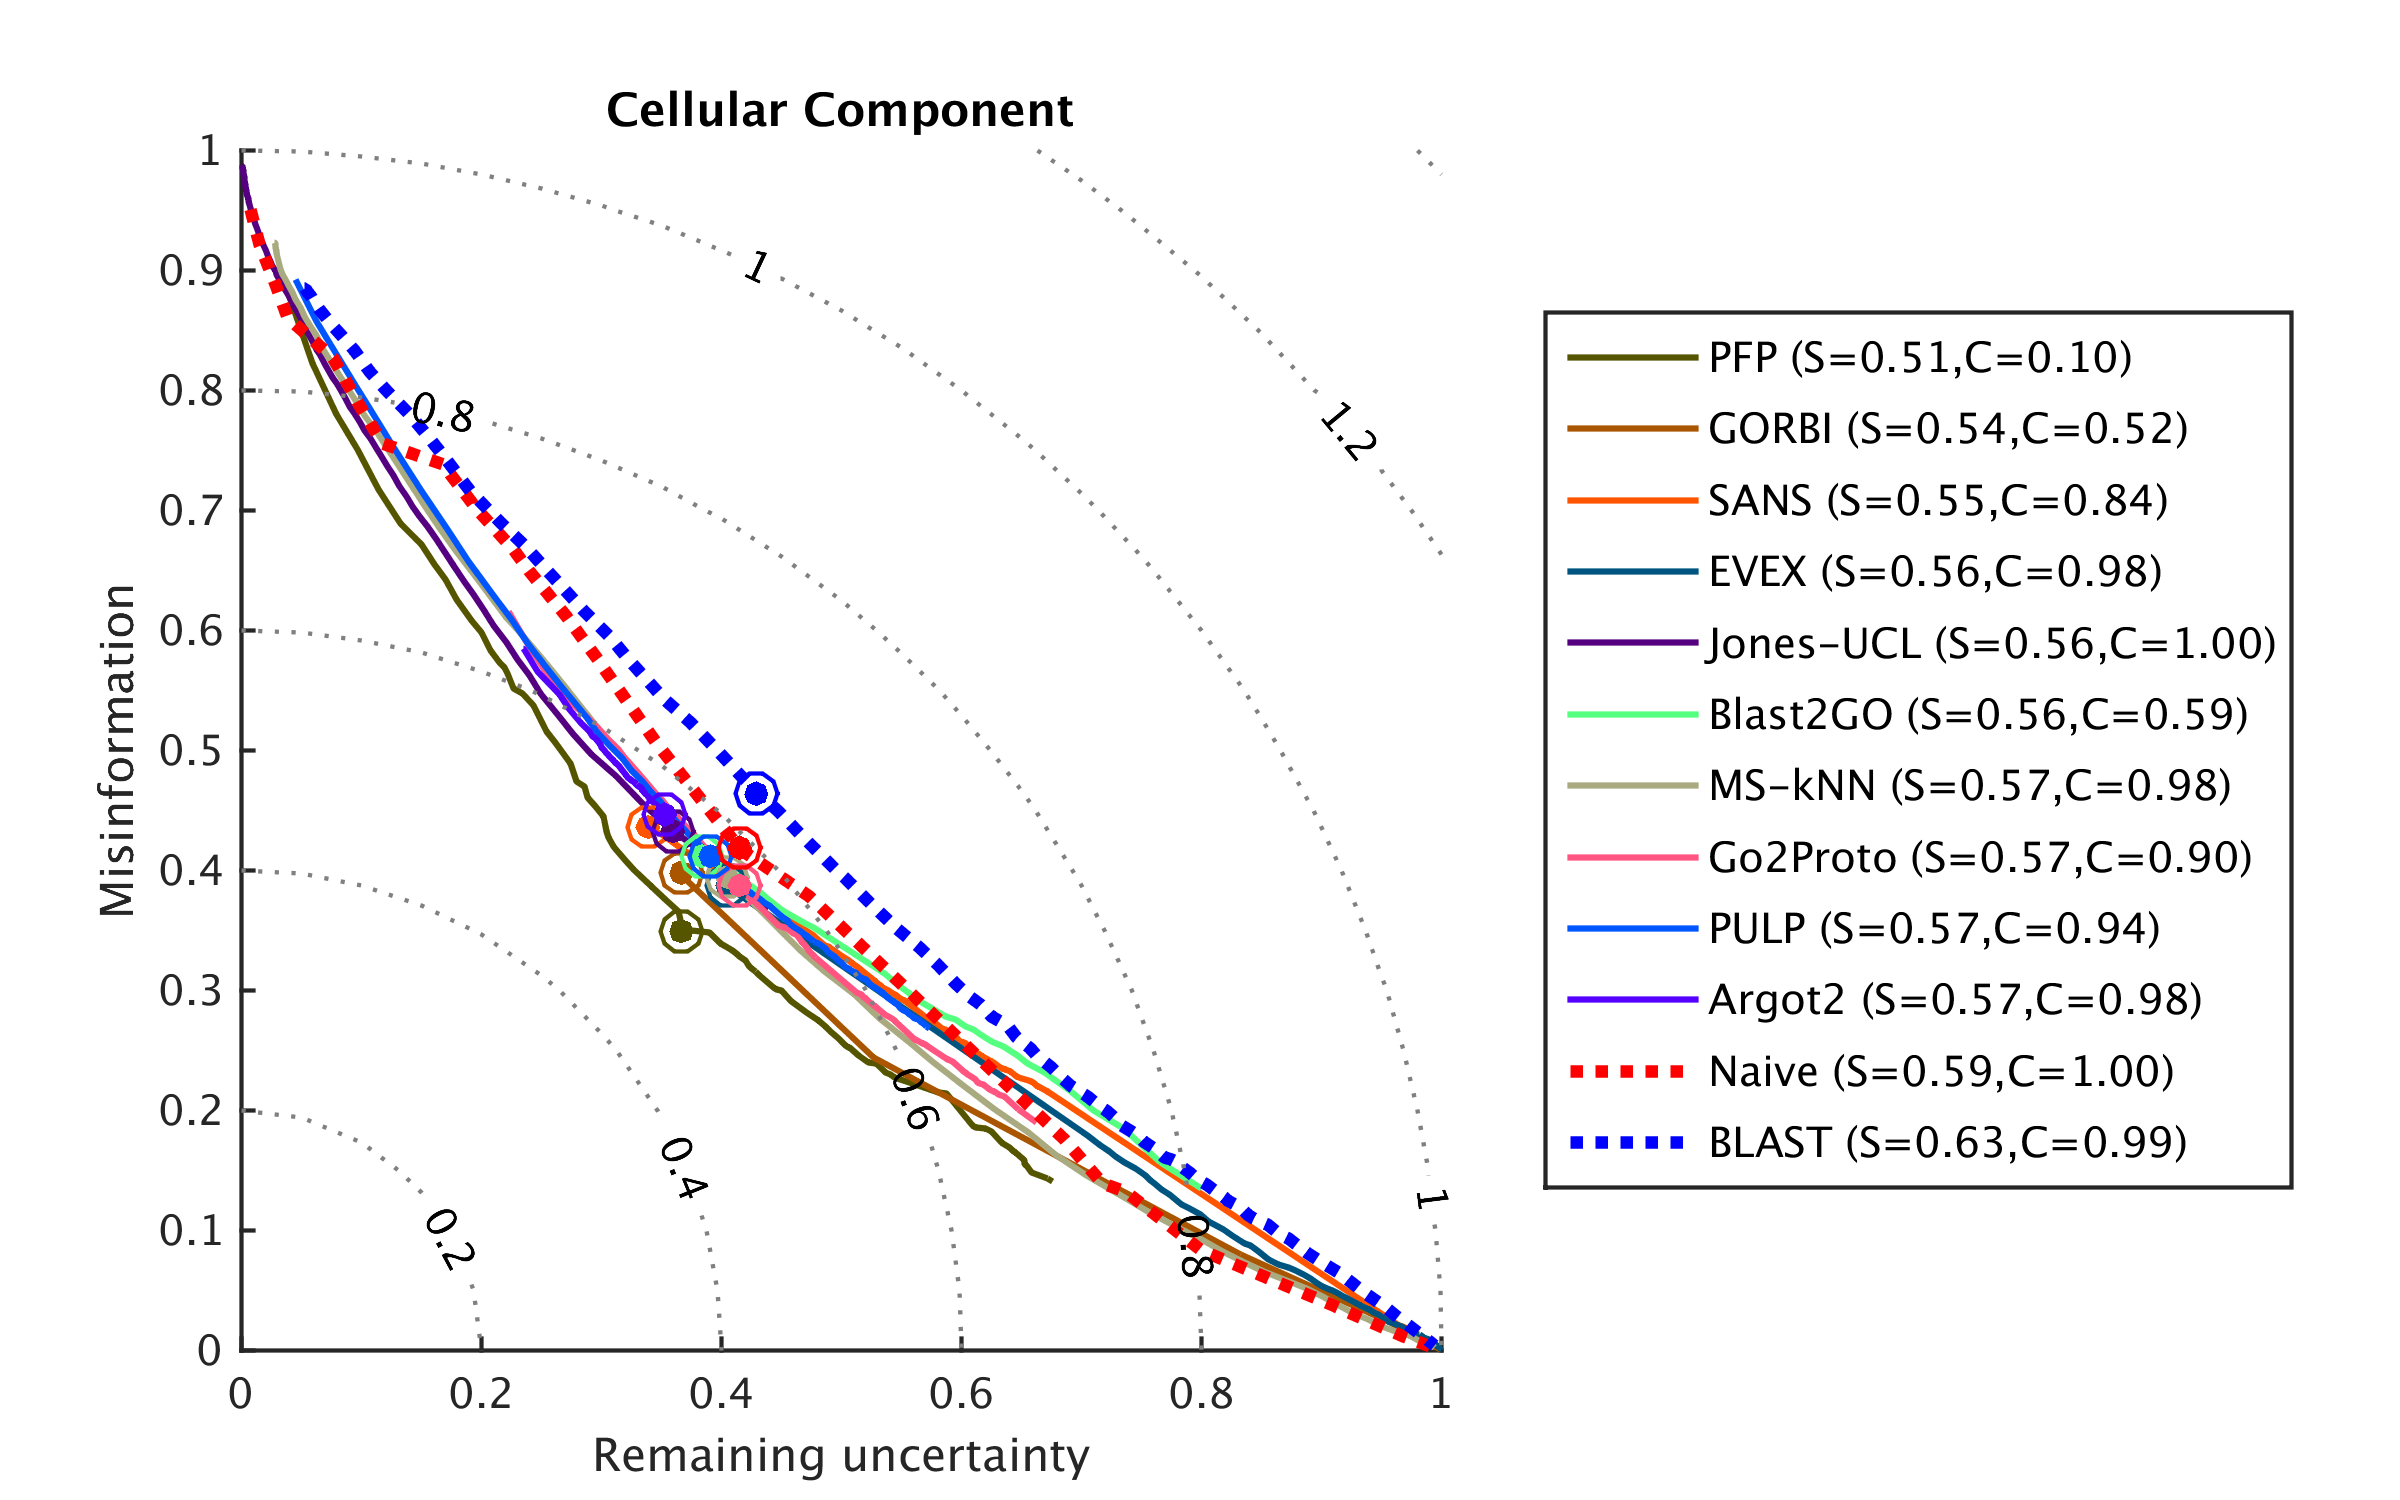 Cellular Component
1
0.9
0.8
0.7
0.6
0.5
0.4
0.3
0.2
0.1
0
Misinformation
0 0.2 0.4 0.6 0.8 1
Remaining uncertainty
1
0.8
1.2
0.6
0.4
0.2
0.8
1
PFP (S=0.51,C=0.10)
GORBI (S=0.54,C=0.52)
SANS (S=0.55,C=0.84)
EVEX (S=0.56,C=0.98)
Jones-UCL (S=0.56,C=1.00)
Blast2GO (S=0.56,C=0.59)
MS-kNN (S=0.57,C=0.98)
Go2Proto (S=0.57,C=0.90)
PULP (S=0.57,C=0.94)
Argot2 (S=0.57,C=0.98)
Naive (S=0.59,C=1.00)
BLAST (S=0.63,C=0.99)